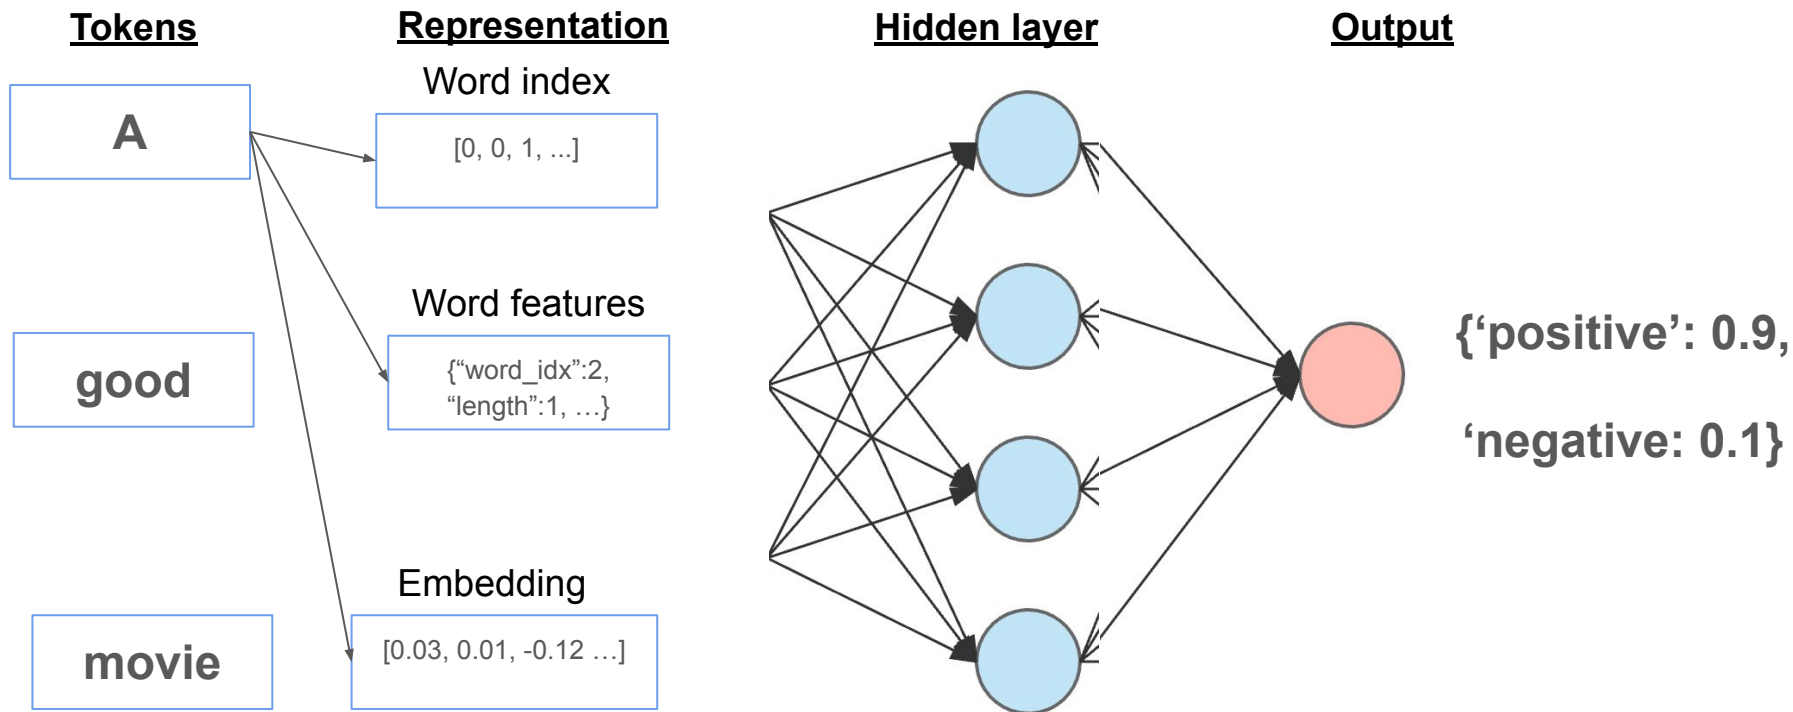 Tokens
Representation
Hidden layer
Output
A
Word index
[0, 0, 1, ...]
good
Word features
{“word_idx”:2,
“length”:1, …}
movie
Embedding
[0.03, 0.01, -0.12 …]
{‘positive’: 0.9,
‘negative: 0.1}